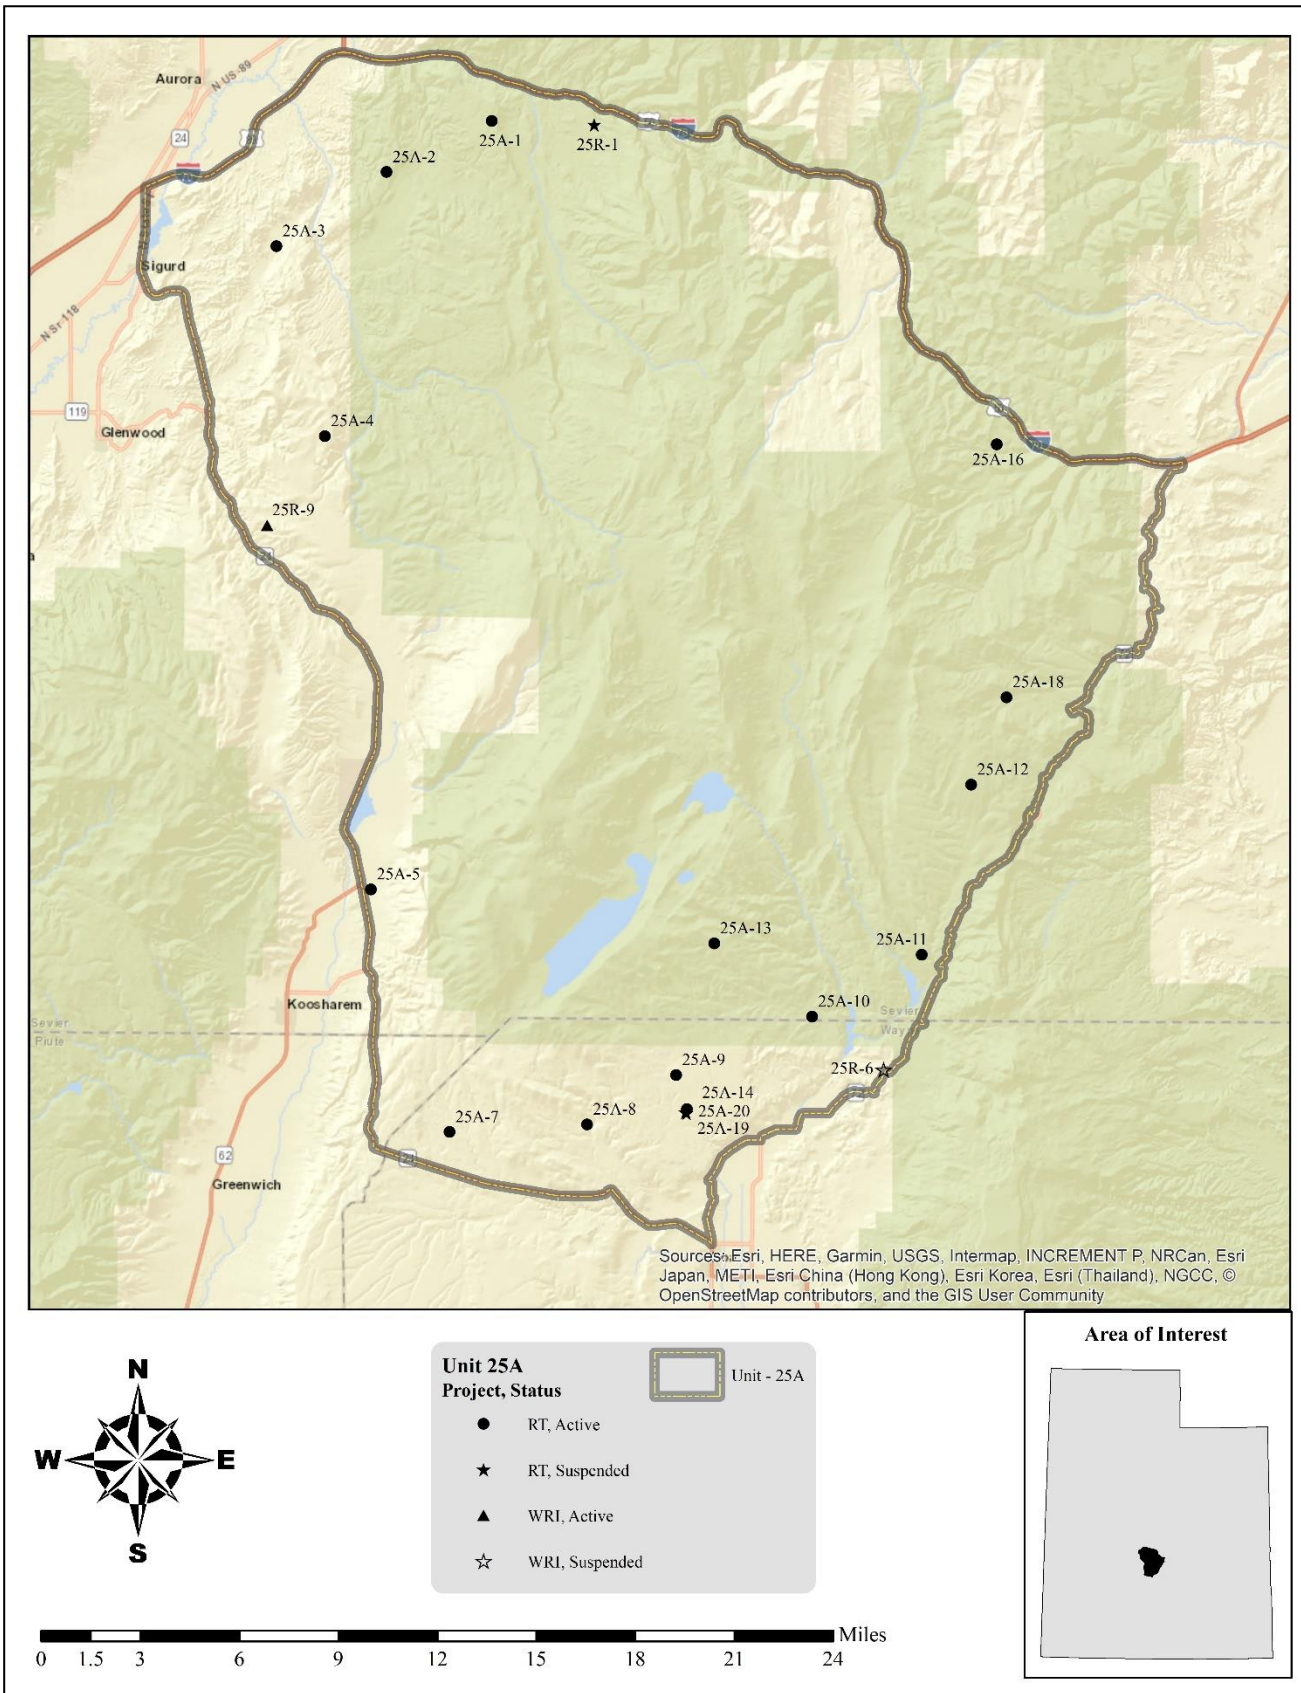 Aurora
N US-89
24
25A-1
25R-1
25A-2
25A-3
Sigurd
N Sr 118
119
Glenwood
25A-4
25A-16
25R-9
24
25A-18
25A-12
25A-5
25A-13
25A-11
25A-10
Koosharem
Sevier
Piute
Sevier
Wayne
25A-9
25R-6
25A-14
25A-20
25A-19
25A-7
25A-8
62
24
Greenwich
Sources: Esri, HERE, Garmin, USGS, Intermap, INCREMENT P, NRCan, Esri
Japan, METI, Esri China (Hong Kong), Esri Korea, Esri (Thailand), NGCC, ©
OpenStreetMap contributors, and the GIS User Community
Area of Interest
N
W
E
S
Unit 25A
Project, Status
Unit - 25A
RT, Active
RT, Suspended
WRI, Active
WRI, Suspended
Miles
0 1.5 3 6 9 12 15 18 21 24